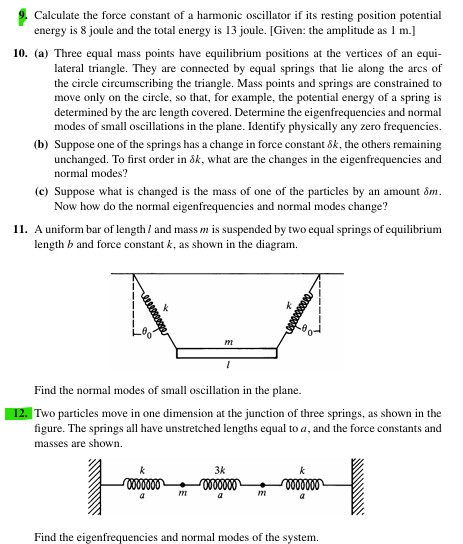 9. Calculate the force constant of a harmonic oscillator if its resting position potential
energy is 8 joule and the total energy is 13 joule. [Given: the amplitude as 1 m.]
10. (a) Three equal mass points have equilibrium positions at the vertices of an equi-
lateral triangle. They are connected by equal springs that lie along the arcs of
the circle circumscribing the triangle. Mass points and springs are constrained to
move only on the circle, so that, for example, the potential energy of a spring is
determined by the arc length covered. Determine the eigenfrequencies and normal
modes of small oscillations in the plane. Identify physically any zero frequencies.
(b) Suppose one of the springs has a change in force constant δk, the others remaining
unchanged. To first order in δk, what are the changes in the eigenfrequencies and
normal modes?
(c) Suppose what is changed is the mass of one of the particles by an amount δm.
Now how do the normal eigenfrequencies and normal modes change?
11. A uniform bar of length l and mass m is suspended by two equal springs of equilibrium
length b and force constant k, as shown in the diagram.
k k
θ₀ θ₀
m
l
Find the normal modes of small oscillation in the plane.
12. Two particles move in one dimension at the junction of three springs, as shown in the
figure. The springs all have unstretched lengths equal to a, and the force constants and
masses are shown.
k 3k k
a m a m a
Find the eigenfrequencies and normal modes of the system.